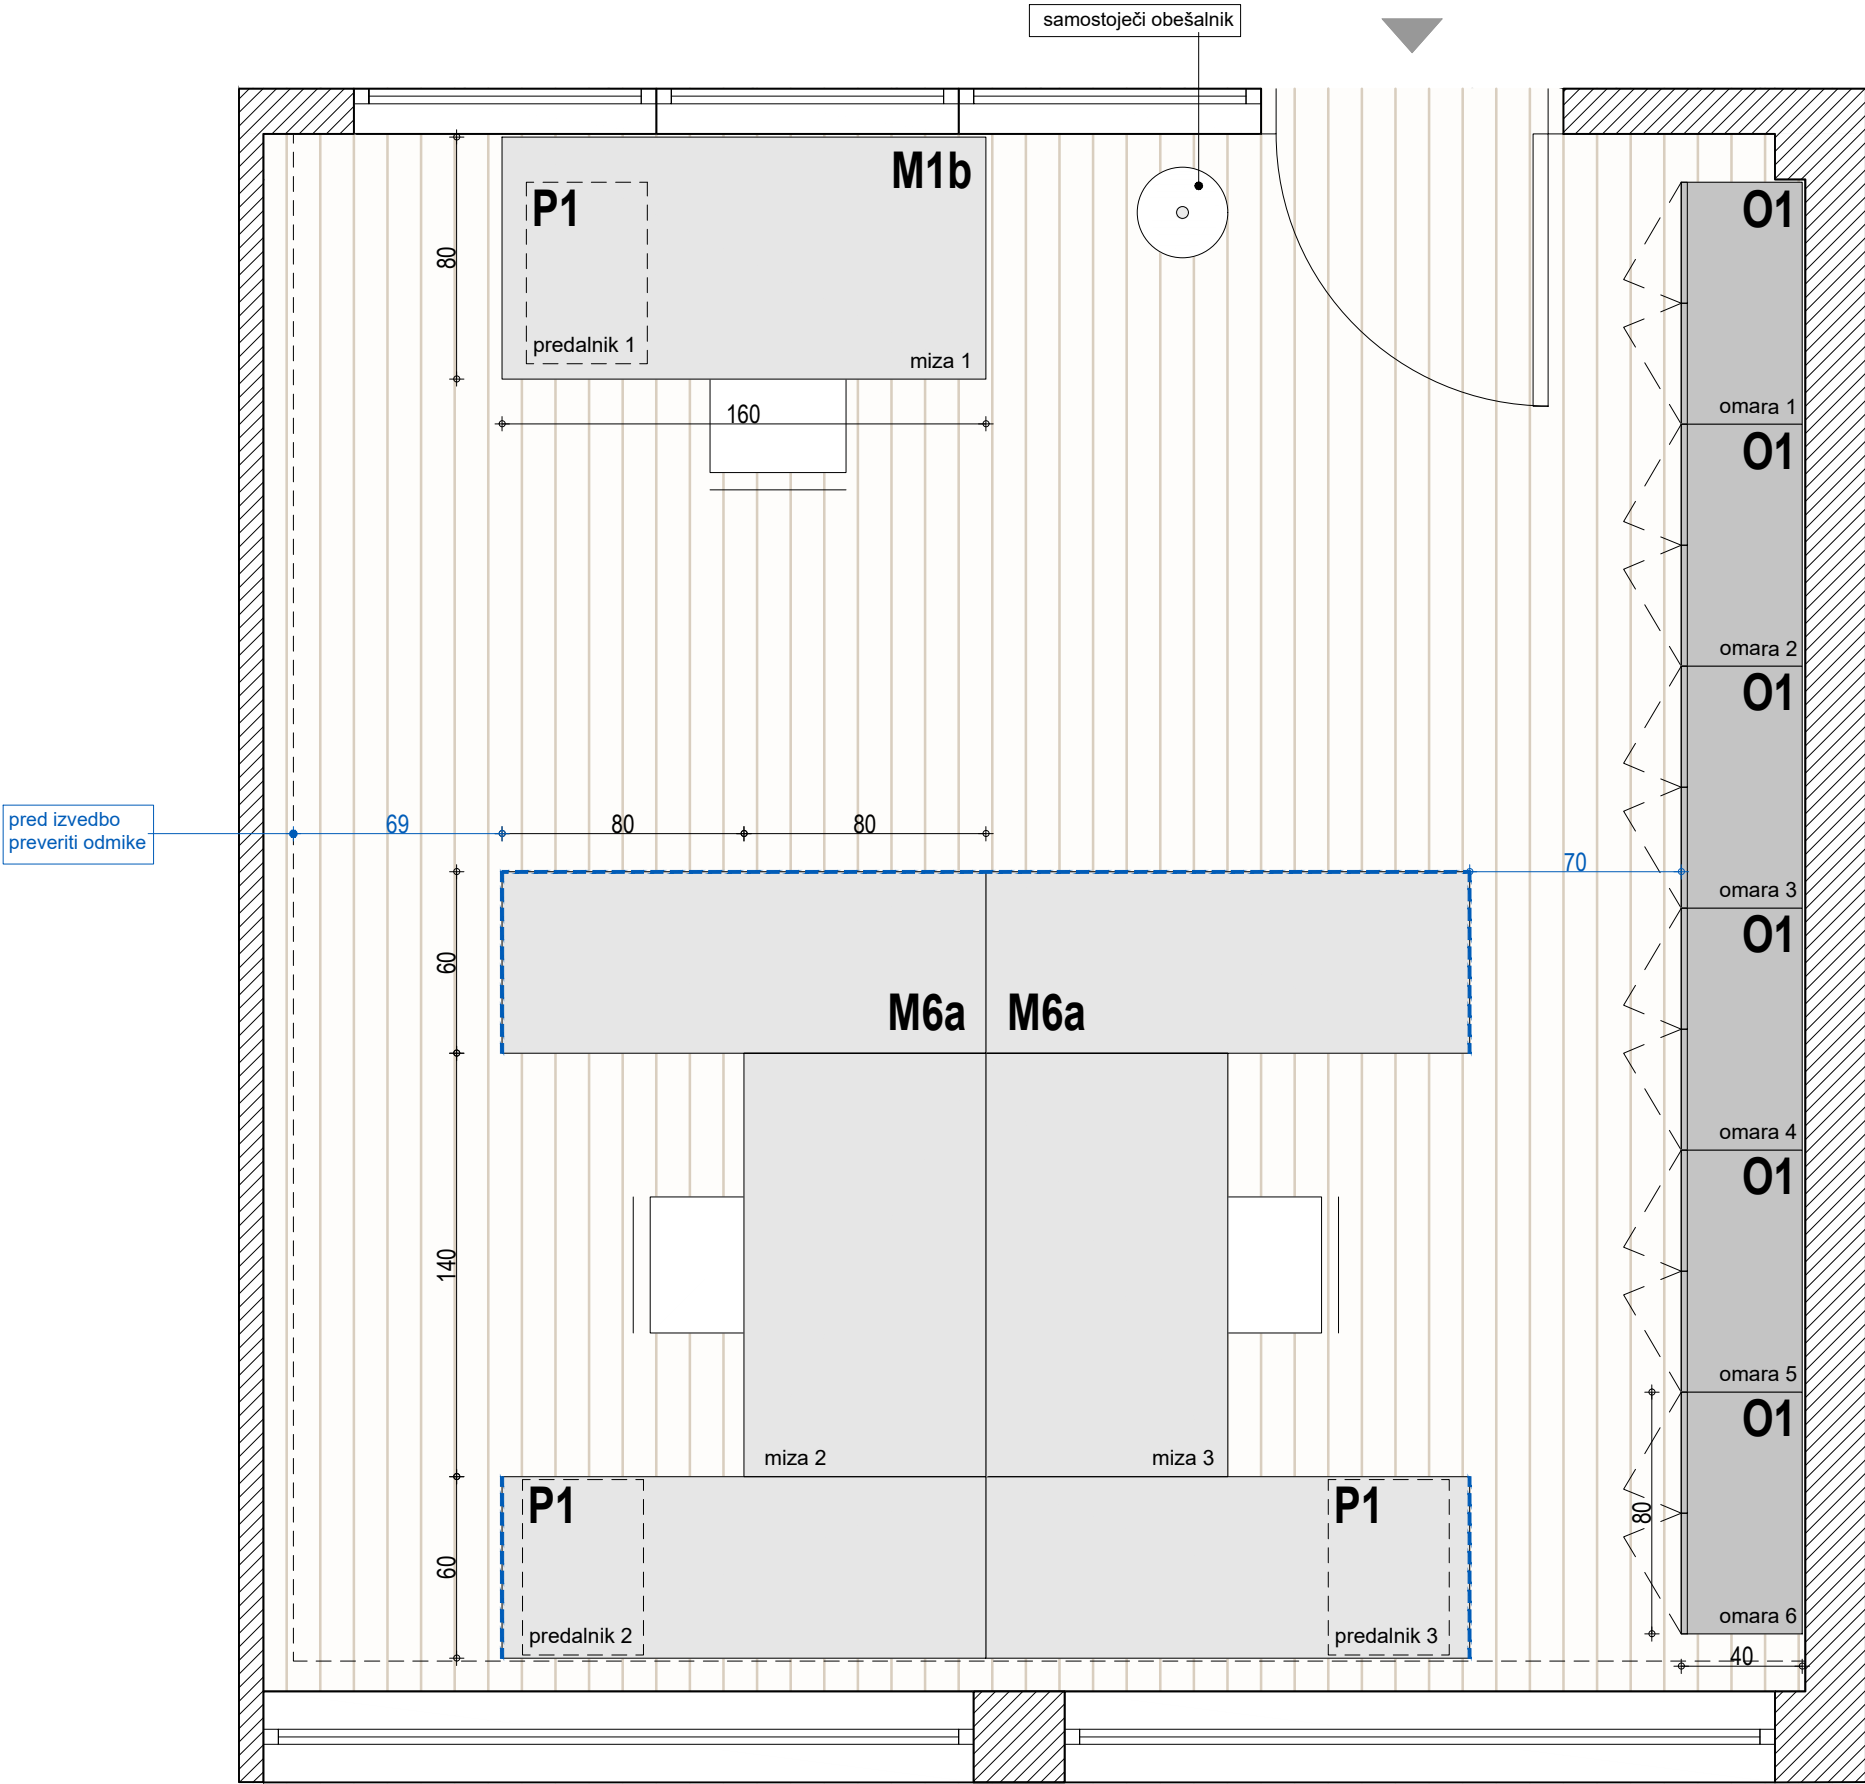 samostoječi obešalnik
M1b
P1
O1
80
predalnik 1
miza 1
omara 1
160
O1
omara 2
O1
pred izvedbo
preveriti odmike
69
80
80
70
omara 3
60
M6a
M6a
O1
omara 4
O1
140
omara 5
miza 2
miza 3
O1
P1
P1
80
60
predalnik 2
predalnik 3
omara 6
40